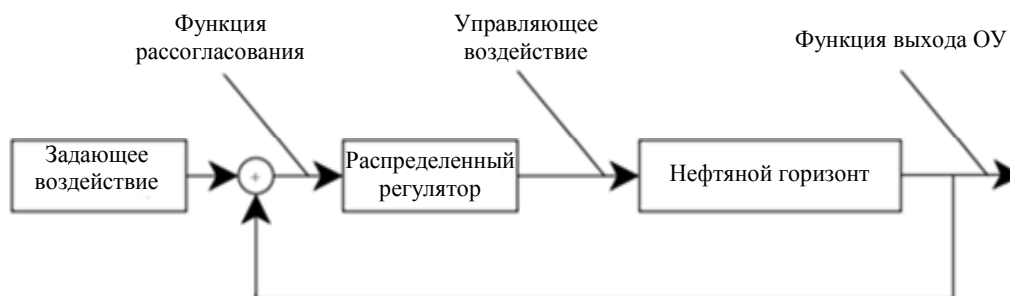 Функция
рассогласования
Управляющее
воздействие
Функция выхода ОУ
Задающее
воздействие
+
Распределенный
регулятор
Нефтяной горизонт